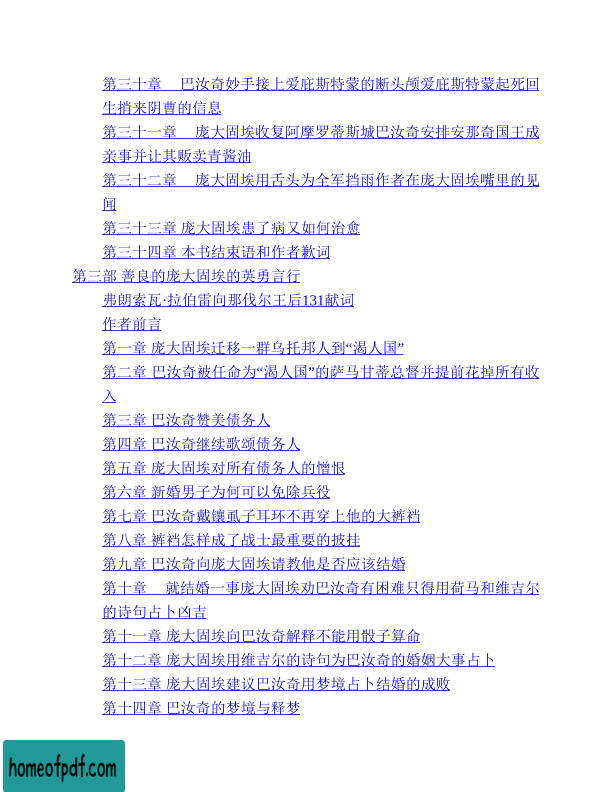 第三十章　巴汝奇妙手接上爱庇斯特蒙的断头颅爱庇斯特蒙起死回
生捎来阴曹的信息
第三十一章　庞大固埃收复阿摩罗蒂斯城巴汝奇安排安那奇国王成
亲事并让其贩卖青酱油
第三十二章　庞大固埃用舌头为全军挡雨作者在庞大固埃嘴里的见
闻
第三十三章 庞大固埃患了病又如何治愈
第三十四章 本书结束语和作者歉词
第三部 善良的庞大固埃的英勇言行
弗朗索瓦·拉伯雷向那伐尔王后131献词
作者前言
第一章 庞大固埃迁移一群乌托邦人到“渴人国”
第二章 巴汝奇被任命为“渴人国”的萨马甘蒂总督并提前花掉所有收
入
第三章 巴汝奇赞美债务人
第四章 巴汝奇继续歌颂债务人
第五章 庞大固埃对所有债务人的憎恨
第六章 新婚男子为何可以免除兵役
第七章 巴汝奇戴镶虱子耳环不再穿上他的大裤裆
第八章 裤裆怎样成了战士最重要的披挂
第九章 巴汝奇向庞大固埃请教他是否应该结婚
第十章　就结婚一事庞大固埃劝巴汝奇有困难只得用荷马和维吉尔
的诗句占卜凶吉
第十一章 庞大固埃向巴汝奇解释不能用骰子算命
第十二章 庞大固埃用维吉尔的诗句为巴汝奇的婚姻大事占卜
第十三章 庞大固埃建议巴汝奇用梦境占卜结婚的成败
第十四章 巴汝奇的梦境与释梦
homeofpdf.com